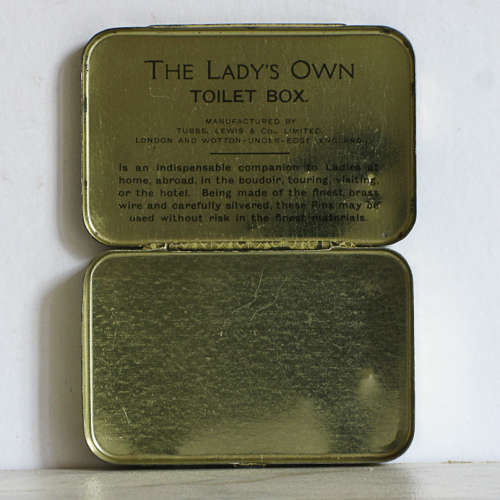 THE LADY'S OWN
TOILET BOX.
MANUFACTURED BY
TUBBS, LEWIS & CO., LIMITED,
LONDON AND WOTTON-UNDER-EDGE (ENGLAND),
Is an indispensable companion to Ladies at
home, abroad, in the boudoir, touring, visiting,
or the hotel. Being made of the finest brass
wire and carefully silvered, these Pins may be
used without risk in the finest materials.